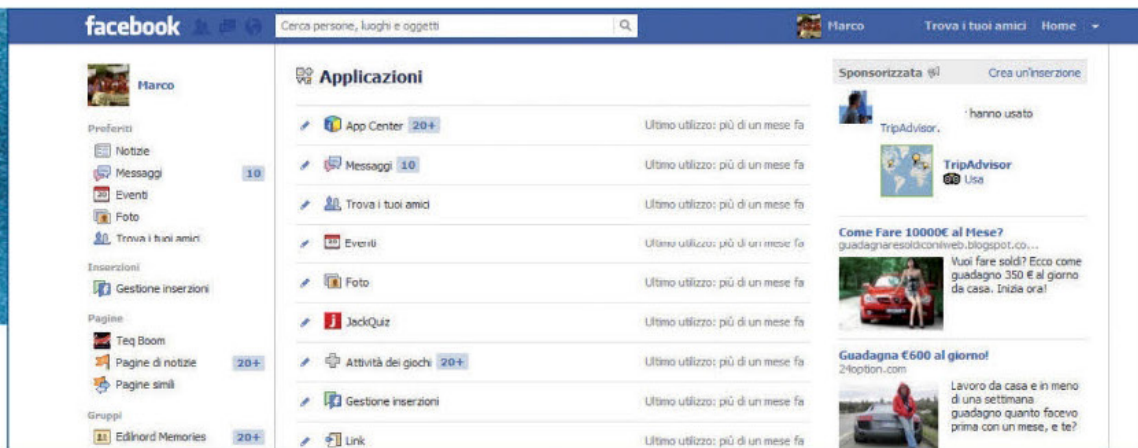 facebook
Cerca persone, luoghi e oggetti
Marco
Trova i tuoi amici
Home
Marco
Preferiti
Notizie
Messaggi 10
Eventi
Foto
Trova i tuoi amici
Inserzioni
Gestione inserzioni
Pagine
Teq Boom
Pagine di notizie 20+
Pagine simili
Gruppi
Edilnord Memories 20+
Applicazioni
App Center 20+ Ultimo utilizzo: più di un mese fa
Messaggi 10 Ultimo utilizzo: più di un mese fa
Trova i tuoi amici Ultimo utilizzo: più di un mese fa
Eventi Ultimo utilizzo: più di un mese fa
Foto Ultimo utilizzo: più di un mese fa
JackQuiz Ultimo utilizzo: più di un mese fa
Attività dei giochi 20+ Ultimo utilizzo: più di un mese fa
Gestione inserzioni Ultimo utilizzo: più di un mese fa
Link Ultimo utilizzo: più di un mese fa
Sponsorizzata Crea un'inserzione
hanno usato
TripAdvisor.
TripAdvisor
Usa
Come Fare 10000€ al Mese?
guadagnaresoldiconilweb.blogspot.co...
Vuoi fare soldi? Ecco come
guadagno 350 € al giorno
da casa. Inizia ora!
Guadagna €600 al giorno!
24option.com
Lavoro da casa e in meno
di una settimana
guadagno quanto facevo
prima con un mese, e te?